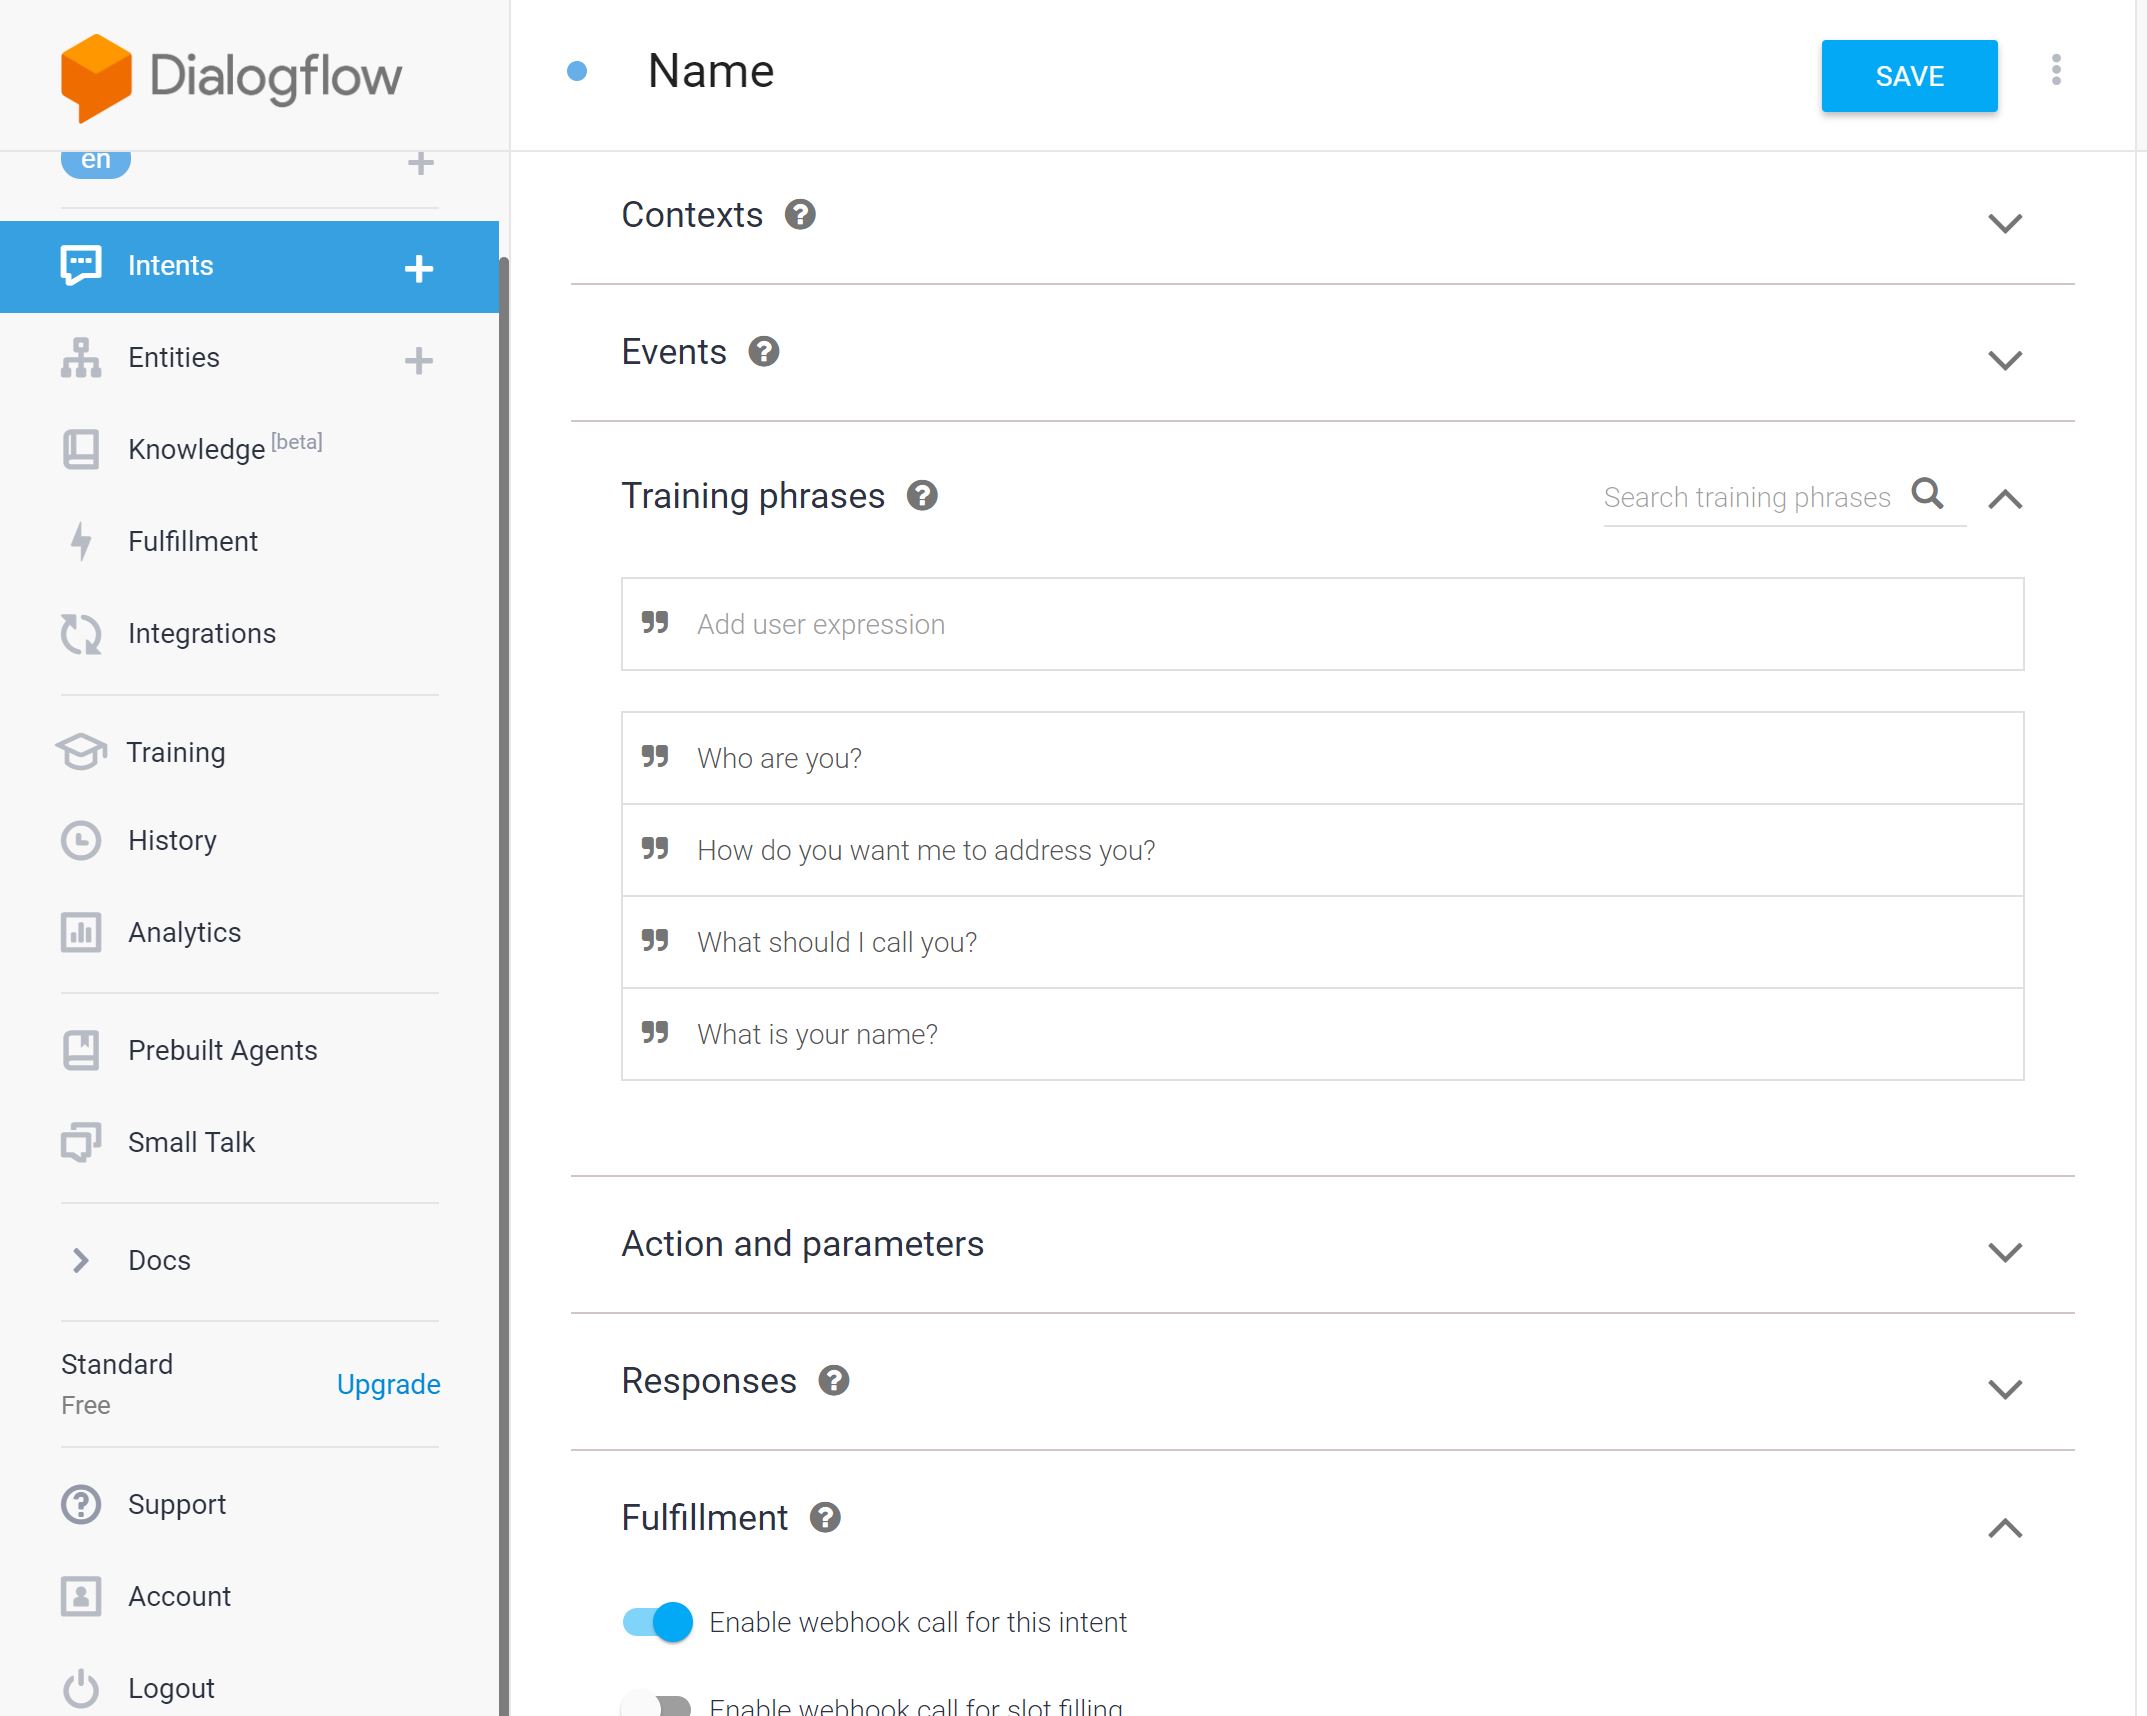 Dialogflow
en
Intents
Entities
Knowledge [beta]
Fulfillment
Integrations
Training
History
Analytics
Prebuilt Agents
Small Talk
Docs
Standard
Free
Upgrade
Support
Account
Logout
Name
SAVE
Contexts
Events
Training phrases
Search training phrases
Add user expression
Who are you?
How do you want me to address you?
What should I call you?
What is your name?
Action and parameters
Responses
Fulfillment
Enable webhook call for this intent
Enable webhook call for slot filling